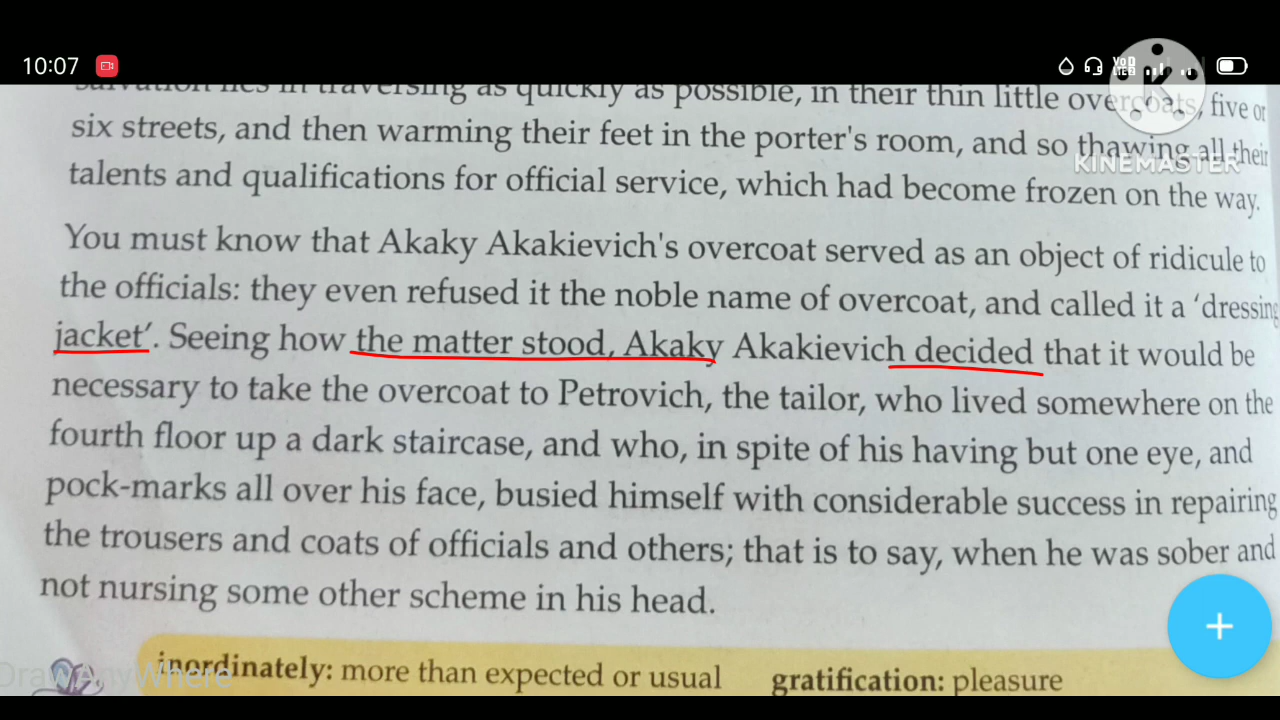 10:07
VoD
LTE2
salvation lies in traversing as quickly as possible, in their thin little overcoats, five or
six streets, and then warming their feet in the porter's room, and so thawing all their
KINEMASTER
talents and qualifications for official service, which had become frozen on the way.
You must know that Akaky Akakievich's overcoat served as an object of ridicule to
the officials: they even refused it the noble name of overcoat, and called it a ‘dressing
jacket’. Seeing how the matter stood, Akaky Akakievich decided that it would be
necessary to take the overcoat to Petrovich, the tailor, who lived somewhere on the
fourth floor up a dark staircase, and who, in spite of his having but one eye, and
pock-marks all over his face, busied himself with considerable success in repairing
the trousers and coats of officials and others; that is to say, when he was sober and
not nursing some other scheme in his head.
inordinately: more than expected or usual gratification: pleasure
DrawAnyWhere